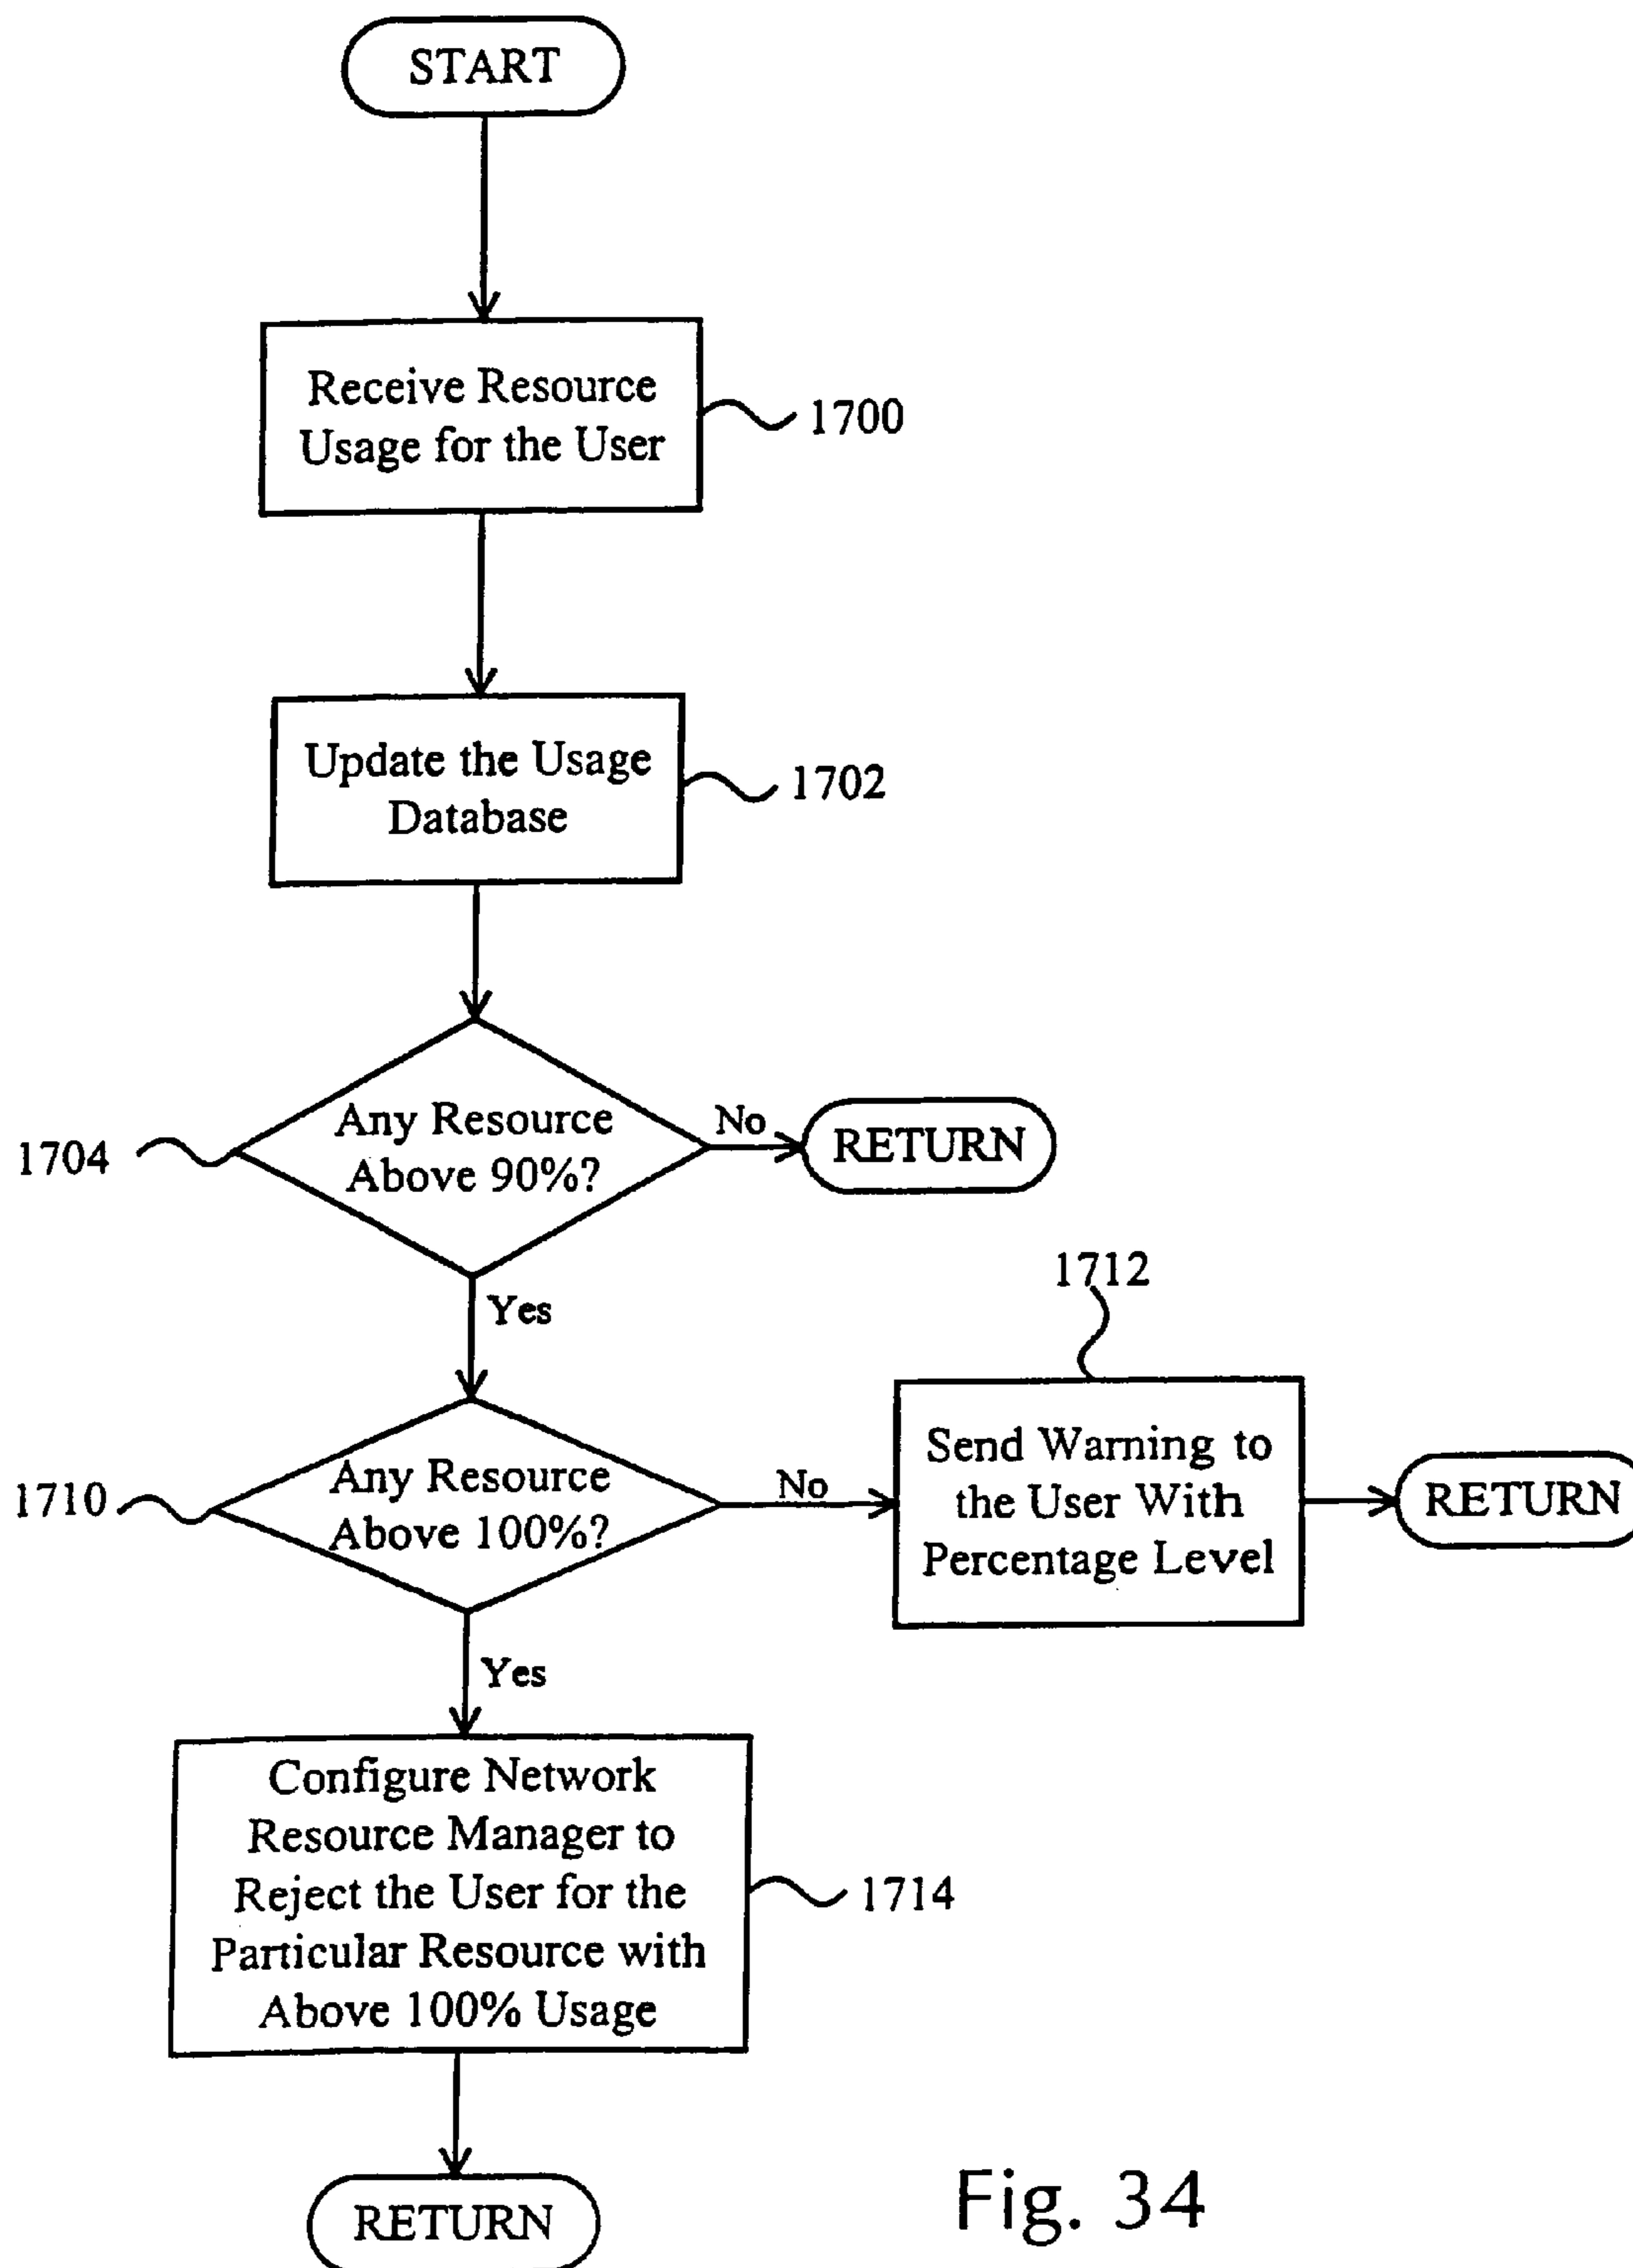 START
Receive Resource
Usage for the User
1700
Update the Usage
Database
1702
Any Resource
Above 90%?
1704
No
RETURN
Yes
Any Resource
Above 100%?
1710
No
1712
Send Warning to
the User With
Percentage Level
RETURN
Yes
Configure Network
Resource Manager to
Reject the User for the
Particular Resource with
Above 100% Usage
1714
RETURN
Fig. 34